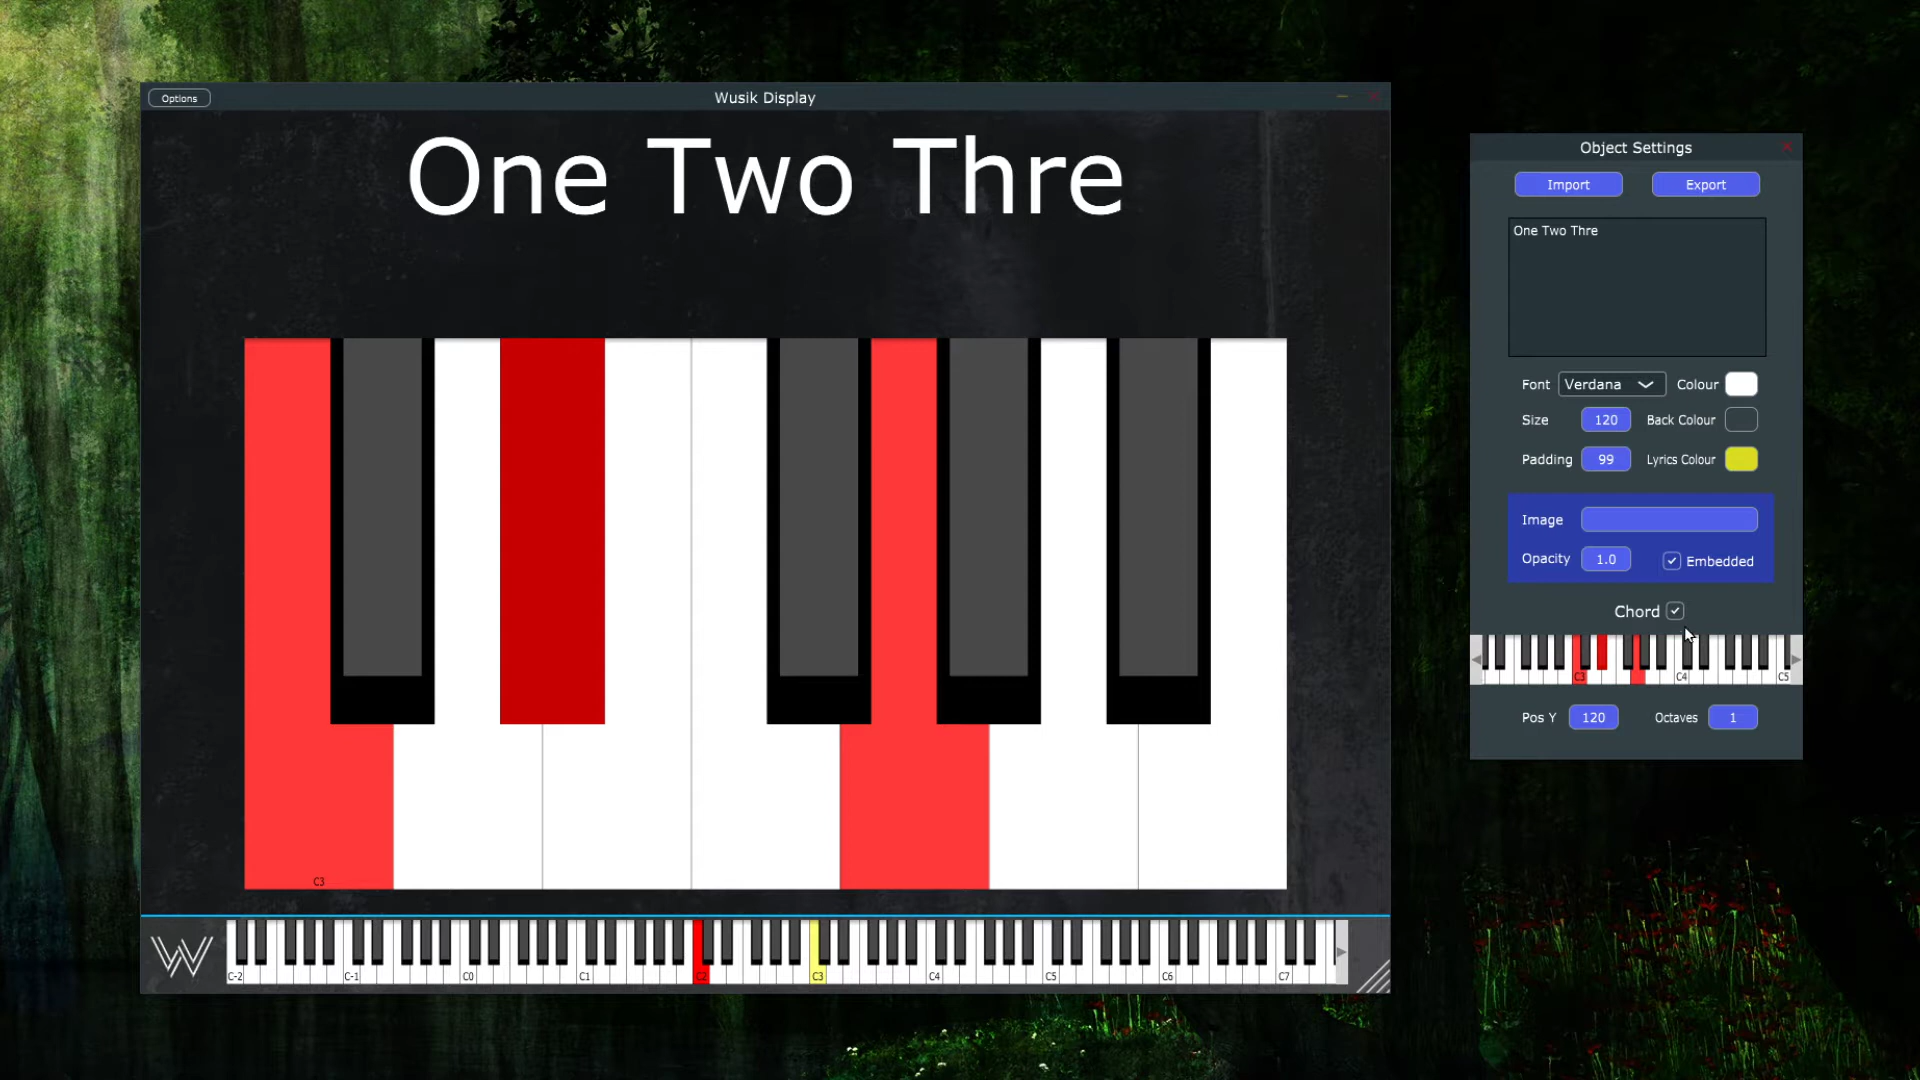 Options
Wusik Display
One Two Thre
C3
C-2 C-1 C0 C1 C2 C3 C4 C5 C6 C7
Object Settings
Import Export
One Two Thre
Font Verdana Colour
Size 120 Back Colour
Padding 99 Lyrics Colour
Image
Opacity 1.0 Embedded
Chord
C3 C4 C5
Pos Y 120 Octaves 1